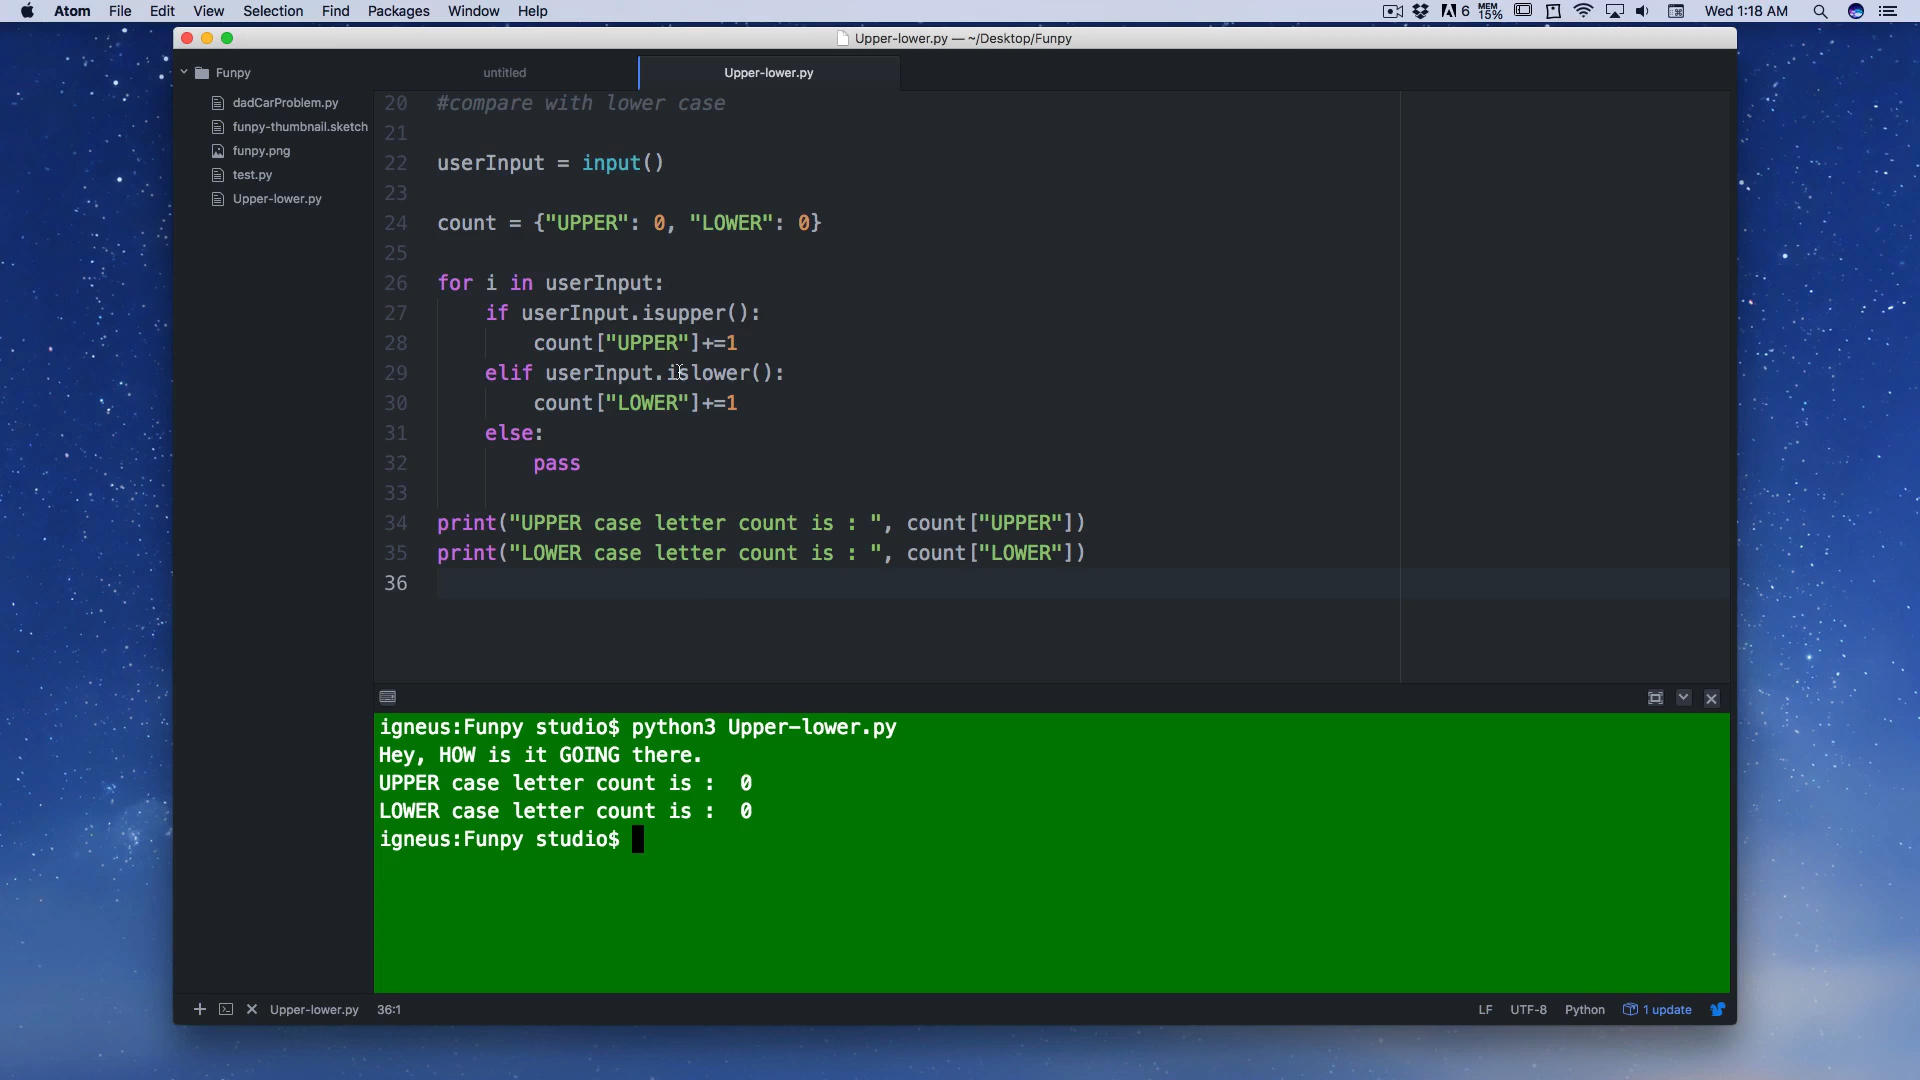 Atom File Edit View Selection Find Packages Window Help 6 MEM 15% Wed 1:18 AM
Upper-lower.py — ~/Desktop/Funpy
Funpy
dadCarProblem.py
funpy-thumbnail.sketch
funpy.png
test.py
Upper-lower.py
untitled Upper-lower.py
20 #compare with lower case
21
22 userInput = input()
23
24 count = {"UPPER": 0, "LOWER": 0}
25
26 for i in userInput:
27 if userInput.isupper():
28 count["UPPER"]+=1
29 elif userInput.islower():
30 count["LOWER"]+=1
31 else:
32 pass
33
34 print("UPPER case letter count is : ", count["UPPER"])
35 print("LOWER case letter count is : ", count["LOWER"])
36
igneus:Funpy studio$ python3 Upper-lower.py
Hey, HOW is it GOING there.
UPPER case letter count is :  0
LOWER case letter count is :  0
igneus:Funpy studio$
Upper-lower.py 36:1 LF UTF-8 Python 1 update